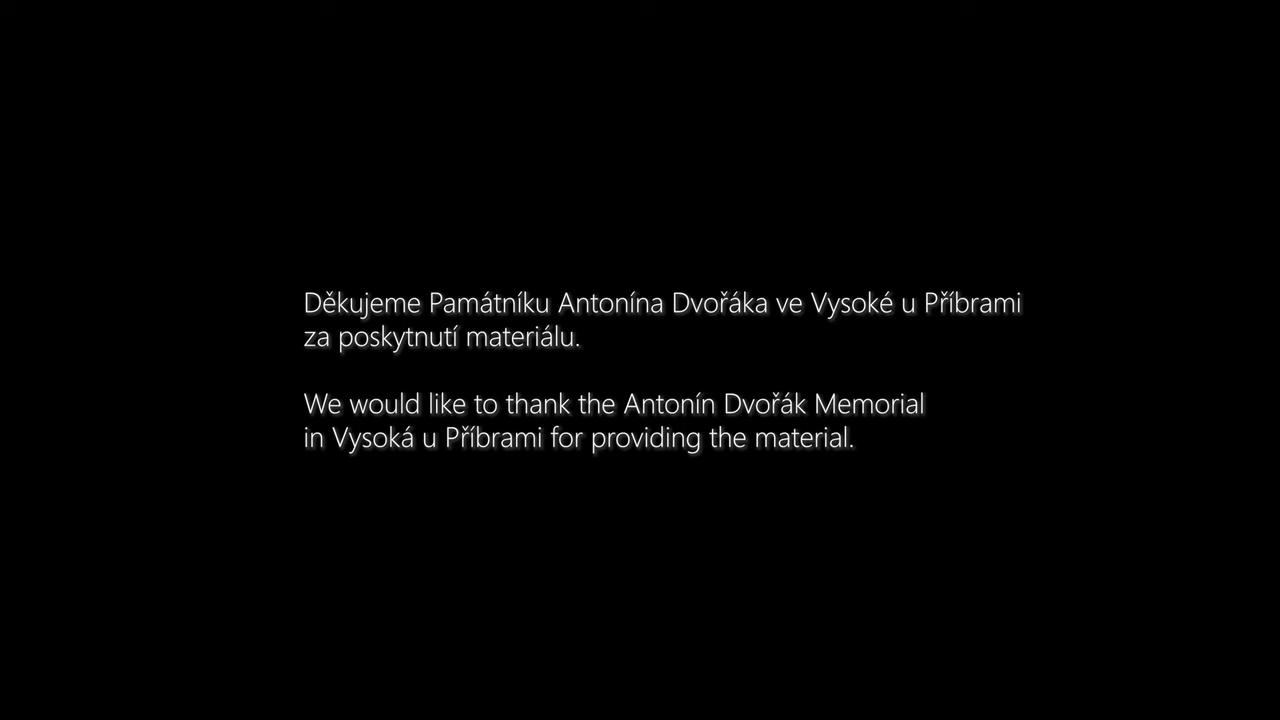 Děkujeme Památníku Antonína Dvořáka ve Vysoké u Příbrami
za poskytnutí materiálu.
We would like to thank the Antonín Dvořák Memorial
in Vysoká u Příbrami for providing the material.